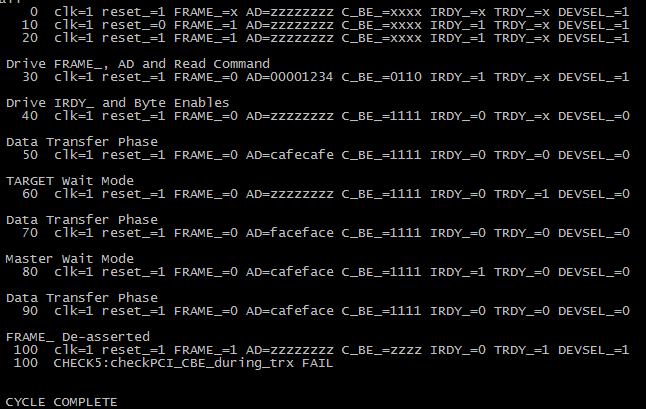 0 clk=1 reset_=1 FRAME_=x AD=zzzzzzzz C_BE_=xxxx IRDY_=x TRDY_=x DEVSEL_=1
10 clk=1 reset_=0 FRAME_=1 AD=zzzzzzzz C_BE_=xxxx IRDY_=1 TRDY_=x DEVSEL_=1
20 clk=1 reset_=1 FRAME_=1 AD=zzzzzzzz C_BE_=xxxx IRDY_=1 TRDY_=x DEVSEL_=1
Drive FRAME_, AD and Read Command
30 clk=1 reset_=1 FRAME_=0 AD=00001234 C_BE_=0110 IRDY_=1 TRDY_=x DEVSEL_=1
Drive IRDY_ and Byte Enables
40 clk=1 reset_=1 FRAME_=0 AD=zzzzzzzz C_BE_=1111 IRDY_=0 TRDY_=x DEVSEL_=0
Data Transfer Phase
50 clk=1 reset_=1 FRAME_=0 AD=cafecafe C_BE_=1111 IRDY_=0 TRDY_=0 DEVSEL_=0
TARGET Wait Mode
60 clk=1 reset_=1 FRAME_=0 AD=zzzzzzzz C_BE_=1111 IRDY_=0 TRDY_=1 DEVSEL_=0
Data Transfer Phase
70 clk=1 reset_=1 FRAME_=0 AD=faceface C_BE_=1111 IRDY_=0 TRDY_=0 DEVSEL_=0
Master Wait Mode
80 clk=1 reset_=1 FRAME_=0 AD=cafeface C_BE_=1111 IRDY_=1 TRDY_=0 DEVSEL_=0
Data Transfer Phase
90 clk=1 reset_=1 FRAME_=0 AD=cafeface C_BE_=1111 IRDY_=0 TRDY_=0 DEVSEL_=0
FRAME_ De-asserted
100 clk=1 reset_=1 FRAME_=1 AD=zzzzzzzz C_BE_=zzzz IRDY_=0 TRDY_=1 DEVSEL_=1
100 CHECK5:checkPCI_CBE_during_trx FAIL
CYCLE COMPLETE